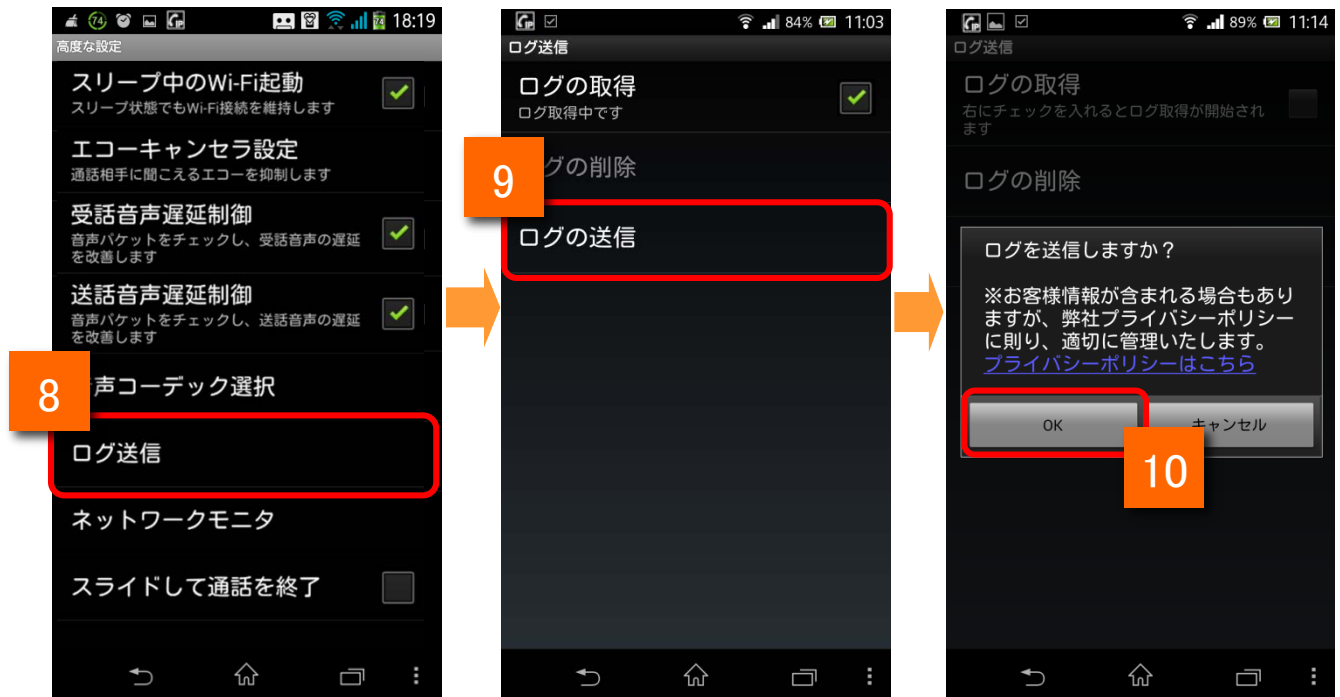 74
18:19
高度な設定
スリープ中のWi-Fi起動
スリープ状態でもWi-Fi接続を維持します
エコーキャンセラ設定
通話相手に聞こえるエコーを抑制します
受話音声遅延制御
音声パケットをチェックし、受話音声の遅延
を改善します
送話音声遅延制御
音声パケットをチェックし、送話音声の遅延
を改善します
8
声コーデック選択
ログ送信
ネットワークモニタ
スライドして通話を終了
84% 11:03
ログ送信
ログの取得
ログ取得中です
9
グの削除
ログの送信
89% 11:14
ログ送信
ログの取得
右にチェックを入れるとログ取得が開始され
ます
ログの削除
ログを送信しますか？
※お客様情報が含まれる場合もあり
ますが、弊社プライバシーポリシー
に則り、適切に管理いたします。
プライバシーポリシーはこちら
OK
キャンセル
10